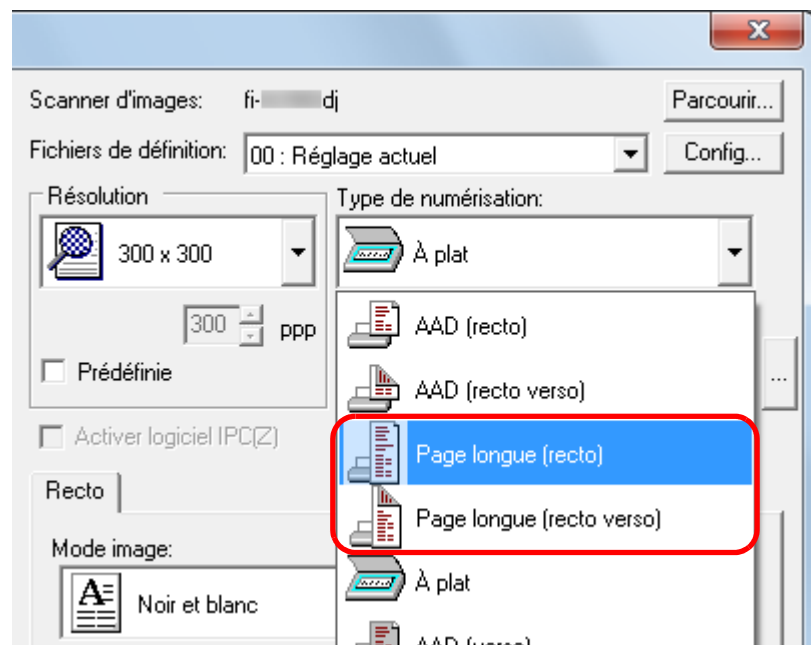 Scanner d'images: fi- dj Parcourir...
Fichiers de définition: 00 : Réglage actuel Config...
Résolution Type de numérisation:
300 x 300 À plat
300 ppp AAD (recto)
Prédéfinie AAD (recto verso) ...
Activer logiciel IPC(Z) Page longue (recto)
Recto Page longue (recto verso)
Mode image:
Noir et blanc À plat
AAD (verso)